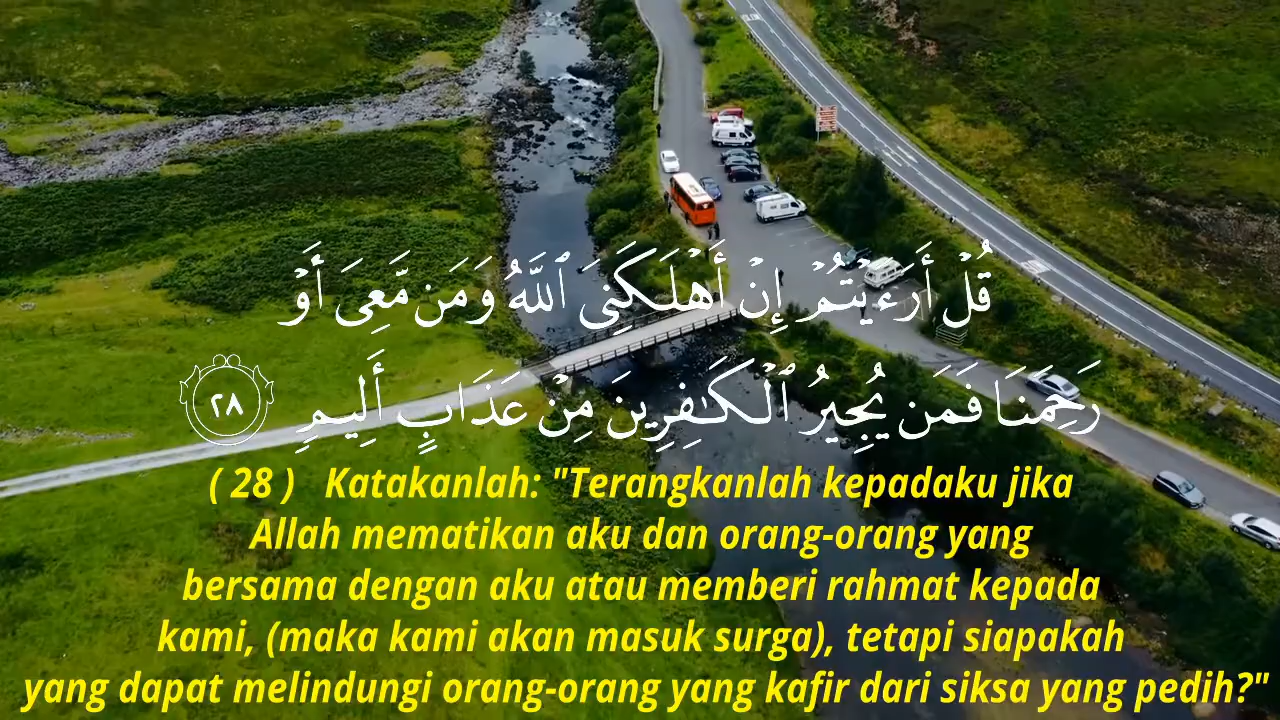 قُلْ أَرَءَيْتُمْ إِنْ أَهْلَكَنِىَ ٱللَّهُ وَمَن مَّعِىَ أَوْ
رَحِمَنَا فَمَن يُجِيرُ ٱلْكَـٰفِرِينَ مِنْ عَذَابٍ أَلِيمٍ ٢٨
( 28 ) Katakanlah: "Terangkanlah kepadaku jika
Allah mematikan aku dan orang-orang yang
bersama dengan aku atau memberi rahmat kepada
kami, (maka kami akan masuk surga), tetapi siapakah
yang dapat melindungi orang-orang yang kafir dari siksa yang pedih?"